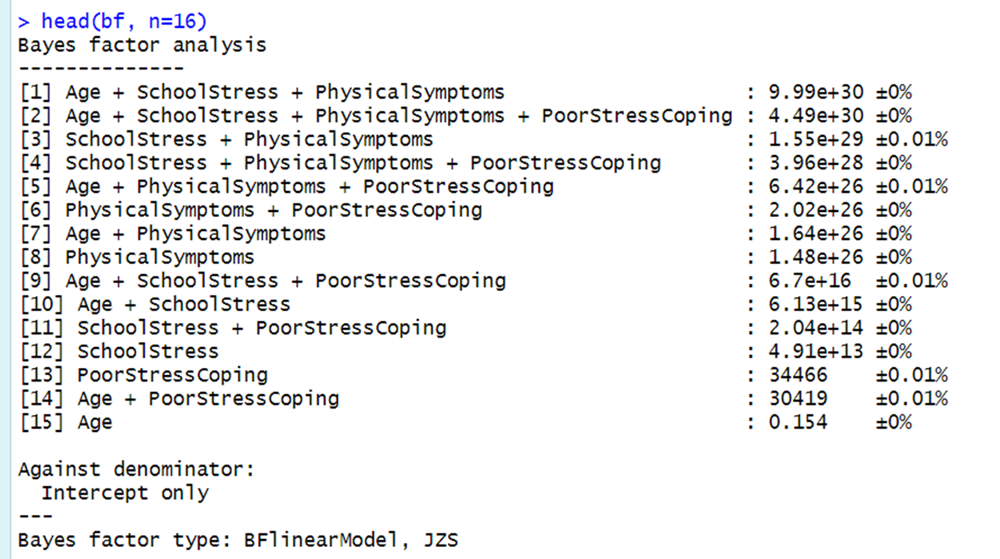 > head(bf, n=16)
Bayes factor analysis
--------------
[1] Age + SchoolStress + PhysicalSymptoms : 9.99e+30 ±0%
[2] Age + SchoolStress + PhysicalSymptoms + PoorStressCoping : 4.49e+30 ±0%
[3] SchoolStress + PhysicalSymptoms : 1.55e+29 ±0.01%
[4] SchoolStress + PhysicalSymptoms + PoorStressCoping : 3.96e+28 ±0%
[5] Age + PhysicalSymptoms + PoorStressCoping : 6.42e+26 ±0.01%
[6] PhysicalSymptoms + PoorStressCoping : 2.02e+26 ±0%
[7] Age + PhysicalSymptoms : 1.64e+26 ±0%
[8] PhysicalSymptoms : 1.48e+26 ±0%
[9] Age + SchoolStress + PoorStressCoping : 6.7e+16 ±0.01%
[10] Age + SchoolStress : 6.13e+15 ±0%
[11] SchoolStress + PoorStressCoping : 2.04e+14 ±0%
[12] SchoolStress : 4.91e+13 ±0%
[13] PoorStressCoping : 34466 ±0.01%
[14] Age + PoorStressCoping : 30419 ±0.01%
[15] Age : 0.154 ±0%
Against denominator:
Intercept only
---
Bayes factor type: BFlinearModel, JZS